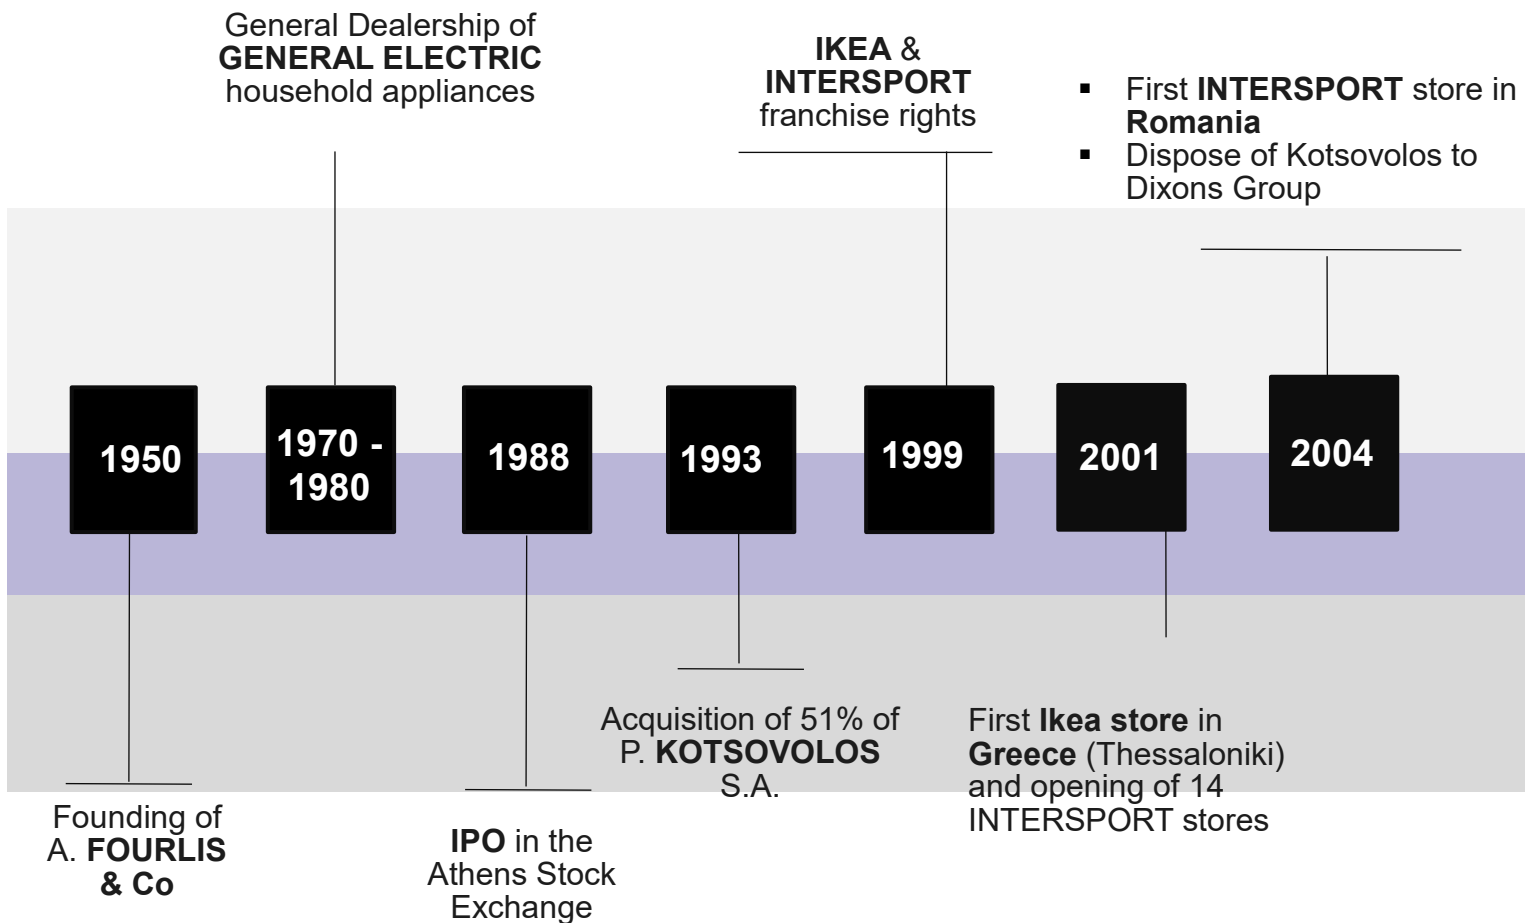 General Dealership of
GENERAL ELECTRIC
household appliances
IKEA &
INTERSPORT
franchise rights
▪ First INTERSPORT store in
Romania
▪ Dispose of Kotsovolos to
Dixons Group
1950
1970 -
1980
1988
1993
1999
2001
2004
Founding of
A. FOURLIS
& Co
IPO in the
Athens Stock
Exchange
Acquisition of 51% of
P. KOTSOVOLOS
S.A.
First Ikea store in
Greece (Thessaloniki)
and opening of 14
INTERSPORT stores